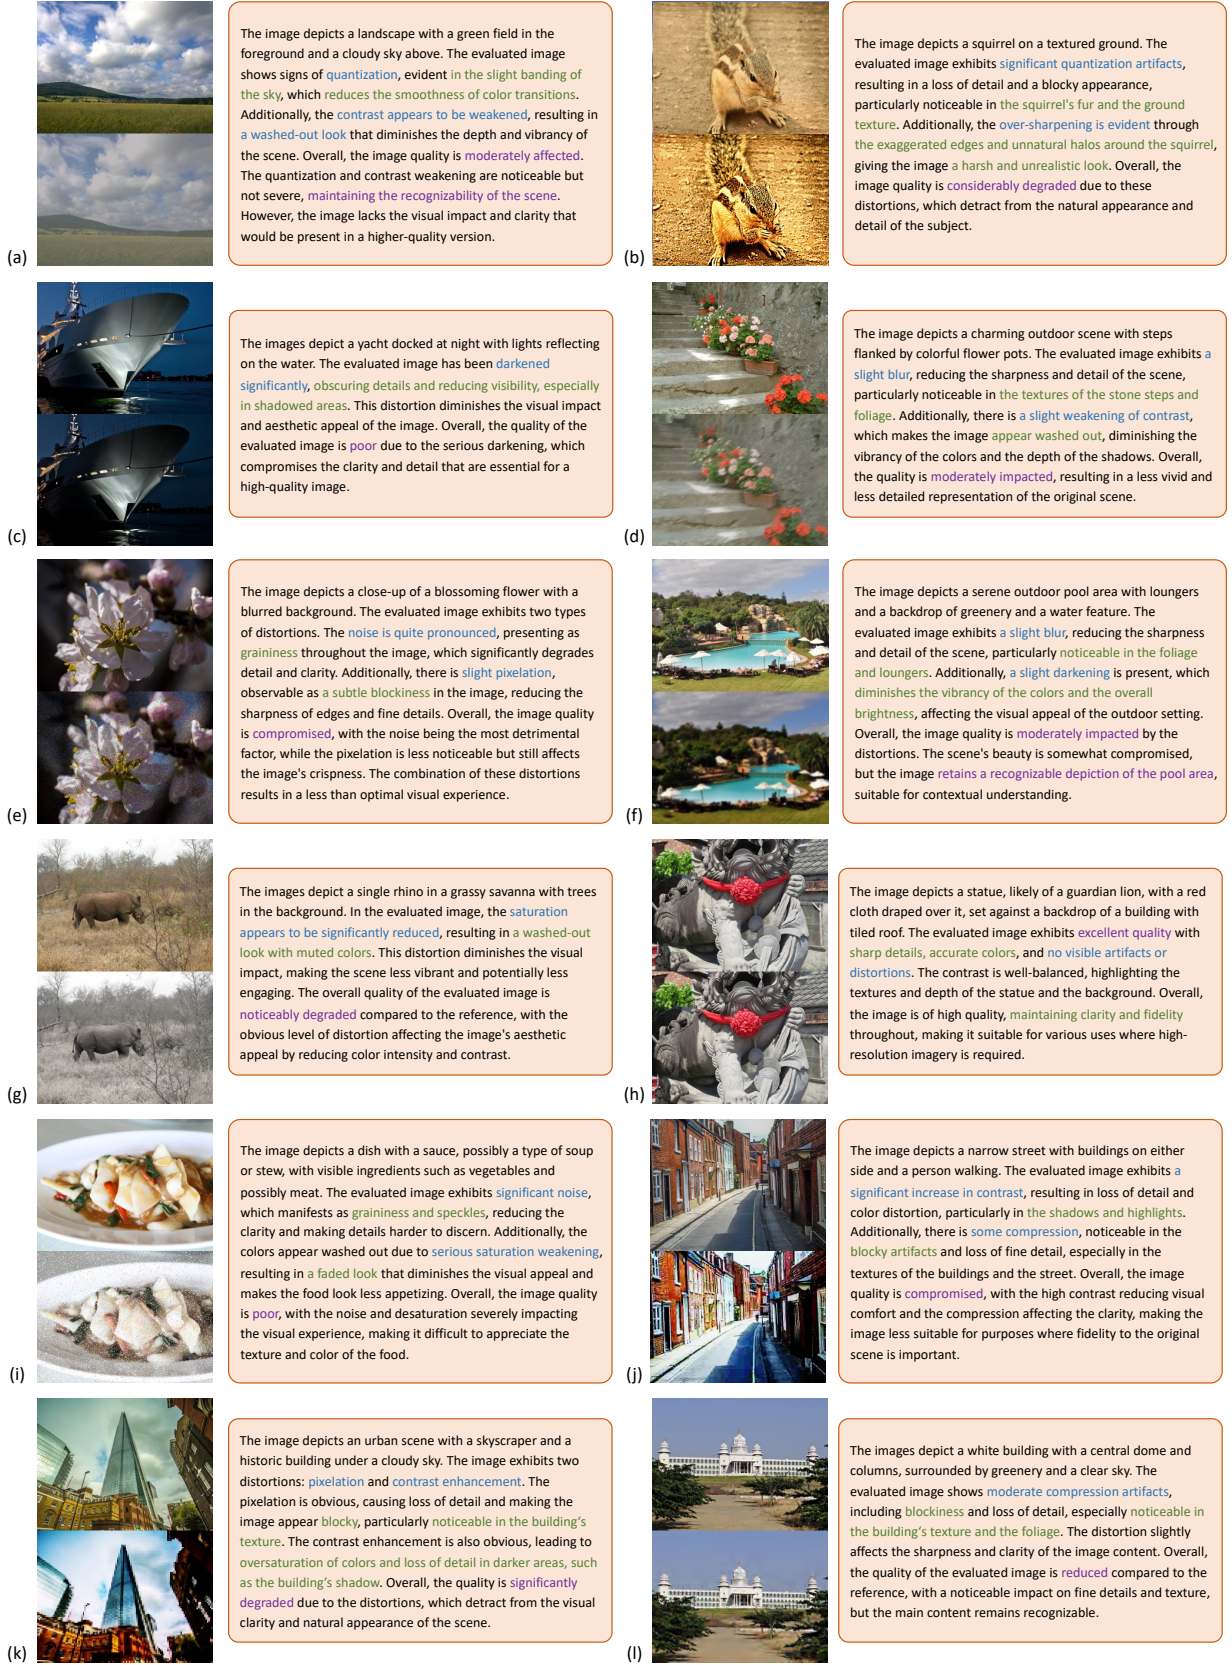 The image depicts a landscape with a green field in the
foreground and a cloudy sky above. The evaluated image
shows signs of quantization, evident in the slight banding of
the sky, which reduces the smoothness of color transitions.
Additionally, the contrast appears to be weakened, resulting in
a washed-out look that diminishes the depth and vibrancy of
the scene. Overall, the image quality is moderately affected.
The quantization and contrast weakening are noticeable but
not severe, maintaining the recognizability of the scene.
However, the image lacks the visual impact and clarity that
would be present in a higher-quality version.
(a)
The image depicts a squirrel on a textured ground. The
evaluated image exhibits significant quantization artifacts,
resulting in a loss of detail and a blocky appearance,
particularly noticeable in the squirrel's fur and the ground
texture. Additionally, the over-sharpening is evident through
the exaggerated edges and unnatural halos around the squirrel,
giving the image a harsh and unrealistic look. Overall, the
image quality is considerably degraded due to these
distortions, which detract from the natural appearance and
detail of the subject.
(b)
The images depict a yacht docked at night with lights reflecting
on the water. The evaluated image has been darkened
significantly, obscuring details and reducing visibility, especially
in shadowed areas. This distortion diminishes the visual impact
and aesthetic appeal of the image. Overall, the quality of the
evaluated image is poor due to the serious darkening, which
compromises the clarity and detail that are essential for a
high-quality image.
(c)
The image depicts a charming outdoor scene with steps
flanked by colorful flower pots. The evaluated image exhibits a
slight blur, reducing the sharpness and detail of the scene,
particularly noticeable in the textures of the stone steps and
foliage. Additionally, there is a slight weakening of contrast,
which makes the image appear washed out, diminishing the
vibrancy of the colors and the depth of the shadows. Overall,
the quality is moderately impacted, resulting in a less vivid and
less detailed representation of the original scene.
(d)
The image depicts a close-up of a blossoming flower with a
blurred background. The evaluated image exhibits two types
of distortions. The noise is quite pronounced, presenting as
graininess throughout the image, which significantly degrades
detail and clarity. Additionally, there is slight pixelation,
observable as a subtle blockiness in the image, reducing the
sharpness of edges and fine details. Overall, the image quality
is compromised, with the noise being the most detrimental
factor, while the pixelation is less noticeable but still affects
the image's crispness. The combination of these distortions
results in a less than optimal visual experience.
(e)
The image depicts a serene outdoor pool area with loungers
and a backdrop of greenery and a water feature. The
evaluated image exhibits a slight blur, reducing the sharpness
and detail of the scene, particularly noticeable in the foliage
and loungers. Additionally, a slight darkening is present, which
diminishes the vibrancy of the colors and the overall
brightness, affecting the visual appeal of the outdoor setting.
Overall, the image quality is moderately impacted by the
distortions. The scene's beauty is somewhat compromised,
but the image retains a recognizable depiction of the pool area,
suitable for contextual understanding.
(f)
The images depict a single rhino in a grassy savanna with trees
in the background. In the evaluated image, the saturation
appears to be significantly reduced, resulting in a washed-out
look with muted colors. This distortion diminishes the visual
impact, making the scene less vibrant and potentially less
engaging. The overall quality of the evaluated image is
noticeably degraded compared to the reference, with the
obvious level of distortion affecting the image's aesthetic
appeal by reducing color intensity and contrast.
(g)
The image depicts a statue, likely of a guardian lion, with a red
cloth draped over it, set against a backdrop of a building with
tiled roof. The evaluated image exhibits excellent quality with
sharp details, accurate colors, and no visible artifacts or
distortions. The contrast is well-balanced, highlighting the
textures and depth of the statue and the background. Overall,
the image is of high quality, maintaining clarity and fidelity
throughout, making it suitable for various uses where high-
resolution imagery is required.
(h)
The image depicts a dish with a sauce, possibly a type of soup
or stew, with visible ingredients such as vegetables and
possibly meat. The evaluated image exhibits significant noise,
which manifests as graininess and speckles, reducing the
clarity and making details harder to discern. Additionally, the
colors appear washed out due to serious saturation weakening,
resulting in a faded look that diminishes the visual appeal and
makes the food look less appetizing. Overall, the image quality
is poor, with the noise and desaturation severely impacting
the visual experience, making it difficult to appreciate the
texture and color of the food.
(i)
The image depicts a narrow street with buildings on either
side and a person walking. The evaluated image exhibits a
significant increase in contrast, resulting in loss of detail and
color distortion, particularly in the shadows and highlights.
Additionally, there is some compression, noticeable in the
blocky artifacts and loss of fine detail, especially in the
textures of the buildings and the street. Overall, the image
quality is compromised, with the high contrast reducing visual
comfort and the compression affecting the clarity, making the
image less suitable for purposes where fidelity to the original
scene is important.
(j)
The image depicts an urban scene with a skyscraper and a
historic building under a cloudy sky. The image exhibits two
distortions: pixelation and contrast enhancement. The
pixelation is obvious, causing loss of detail and making the
image appear blocky, particularly noticeable in the building's
texture. The contrast enhancement is also obvious, leading to
oversaturation of colors and loss of detail in darker areas, such
as the building's shadow. Overall, the quality is significantly
degraded due to the distortions, which detract from the visual
clarity and natural appearance of the scene.
(k)
The images depict a white building with a central dome and
columns, surrounded by greenery and a clear sky. The
evaluated image shows moderate compression artifacts,
including blockiness and loss of detail, especially noticeable in
the building's texture and the foliage. The distortion slightly
affects the sharpness and clarity of the image content. Overall,
the quality of the evaluated image is reduced compared to the
reference, with a noticeable impact on fine details and texture,
but the main content remains recognizable.
(l)